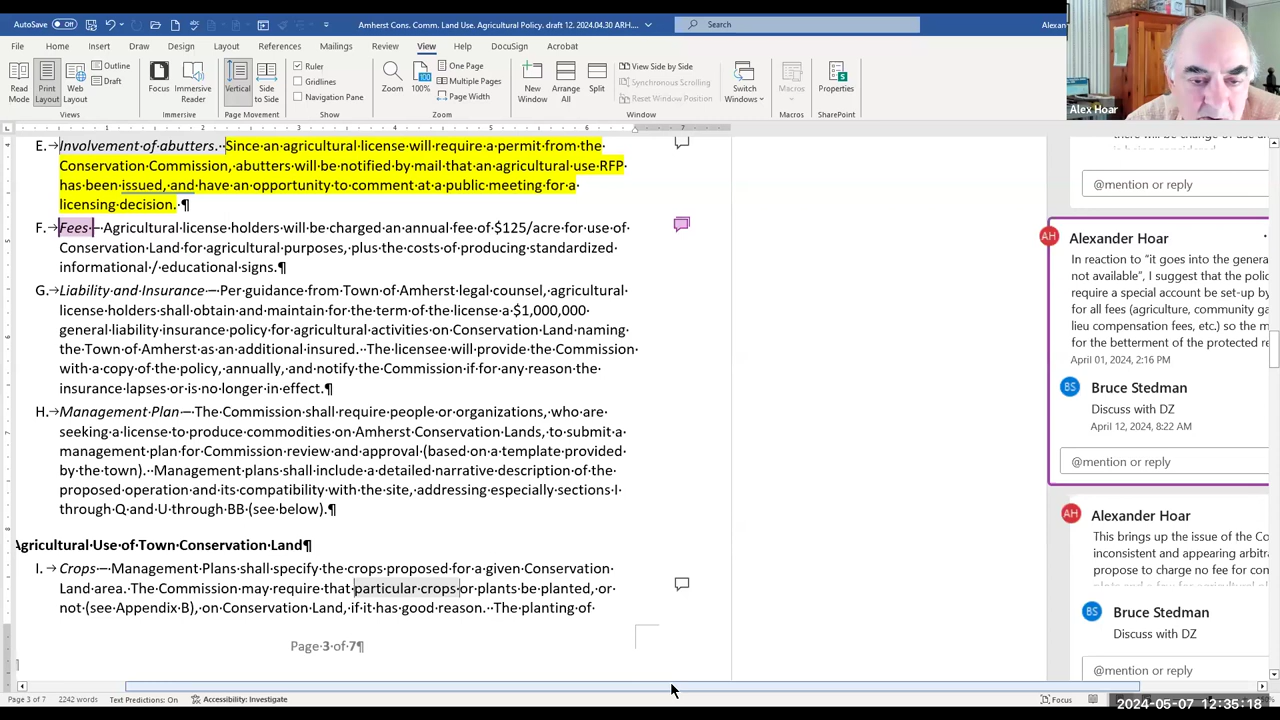 AutoSave Off
Amherst Cons. Comm. Land Use. Agricultural Policy. draft 12. 2024.04.30 ARH....
Search
Alexan
File Home Insert Draw Design Layout References Mailings Review View Help DocuSign Acrobat
Read Mode
Print Layout
Web Layout
Outline
Draft
Views
Focus
Immersive Reader
Immersive
Vertical
Side to Side
Page Movement
Ruler
Gridlines
Navigation Pane
Show
Zoom
100%
One Page
Multiple Pages
Page Width
Zoom
New Window
Arrange All
Split
View Side by Side
Synchronous Scrolling
Reset Window Position
Window
Switch Windows
Macros
Macros
Properties
SharePoint
Alex Hoar
E.→Involvement·of·abutters.··Since·an·agricultural·license·will·require·a·permit·from·the·
Conservation·Commission,·abutters·will·be·notified·by·mail·that·an·agricultural·use·RFP·
has·been·issued,·and·have·an·opportunity·to·comment·at·a·public·meeting·for·a·
licensing·decision.·¶
F.→Fees·–·Agricultural·license·holders·will·be·charged·an·annual·fee·of·$125/acre·for·use·of·
Conservation·Land·for·agricultural·purposes,·plus·the·costs·of·producing·standardized·
informational·/·educational·signs.¶
G.→Liability·and·Insurance·–·Per·guidance·from·Town·of·Amherst·legal·counsel,·agricultural·
license·holders·shall·obtain·and·maintain·for·the·term·of·the·license·a·$1,000,000·
general·liability·insurance·policy·for·agricultural·activities·on·Conservation·Land·naming·
the·Town·of·Amherst·as·an·additional·insured.··The·licensee·will·provide·the·Commission·
with·a·copy·of·the·policy,·annually,·and·notify·the·Commission·if·for·any·reason·the·
insurance·lapses·or·is·no·longer·in·effect.¶
H.→Management·Plan·–·The·Commission·shall·require·people·or·organizations,·who·are·
seeking·a·license·to·produce·commodities·on·Amherst·Conservation·Lands,·to·submit·a·
management·plan·for·Commission·review·and·approval·(based·on·a·template·provided·
by·the·town).··Management·plans·shall·include·a·detailed·narrative·description·of·the·
proposed·operation·and·its·compatibility·with·the·site,·addressing·especially·sections·I·
through·Q·and·U·through·BB·(see·below).¶
Agricultural·Use·of·Town·Conservation·Land¶
I.→Crops·–·Management·Plans·shall·specify·the·crops·proposed·for·a·given·Conservation·
Land·area.·The·Commission·may·require·that·particular·crops·or·plants·be·planted,·or·
not·(see·Appendix·B),·on·Conservation·Land,·if·it·has·good·reason.··The·planting·of·
Page·3·of·7¶
@mention or reply
AH Alexander Hoar
In reaction to "it goes into the genera
not available", I suggest that the polic
require a special account be set-up by
for all fees (agriculture, community ga
lieu compensation fees, etc.) so the m
for the betterment of the protected re
April 01, 2024, 2:16 PM
BS Bruce Stedman
Discuss with DZ
April 12, 2024, 8:22 AM
@mention or reply
AH Alexander Hoar
This brings up the issue of the Co
inconsistent and appearing arbitra
propose to charge no fee for com
BS Bruce Stedman
Discuss with DZ
@mention or reply
Page 3 of 7 2242 words Text Predictions: On Accessibility: Investigate
Focus
2024-05-07 12:35:18